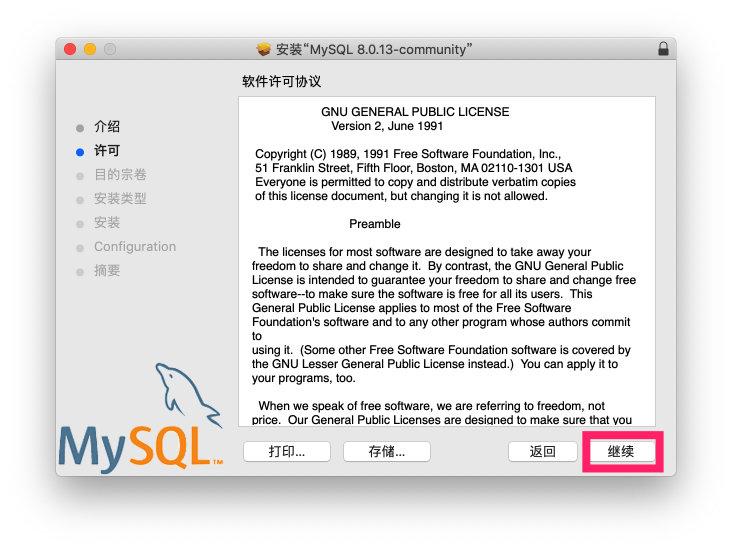 安装“MySQL 8.0.13-community”
软件许可协议
介绍
许可
目的宗卷
安装类型
安装
Configuration
摘要
GNU GENERAL PUBLIC LICENSE
Version 2, June 1991
Copyright (C) 1989, 1991 Free Software Foundation, Inc.,
51 Franklin Street, Fifth Floor, Boston, MA 02110-1301 USA
Everyone is permitted to copy and distribute verbatim copies
of this license document, but changing it is not allowed.
Preamble
The licenses for most software are designed to take away your
freedom to share and change it.  By contrast, the GNU General Public
License is intended to guarantee your freedom to share and change free
software--to make sure the software is free for all its users.  This
General Public License applies to most of the Free Software
Foundation's software and to any other program whose authors commit
to
using it.  (Some other Free Software Foundation software is covered by
the GNU Lesser General Public License instead.)  You can apply it to
your programs, too.
When we speak of free software, we are referring to freedom, not
price.  Our General Public Licenses are designed to make sure that you
MySQL™
打印...
存储...
返回
继续